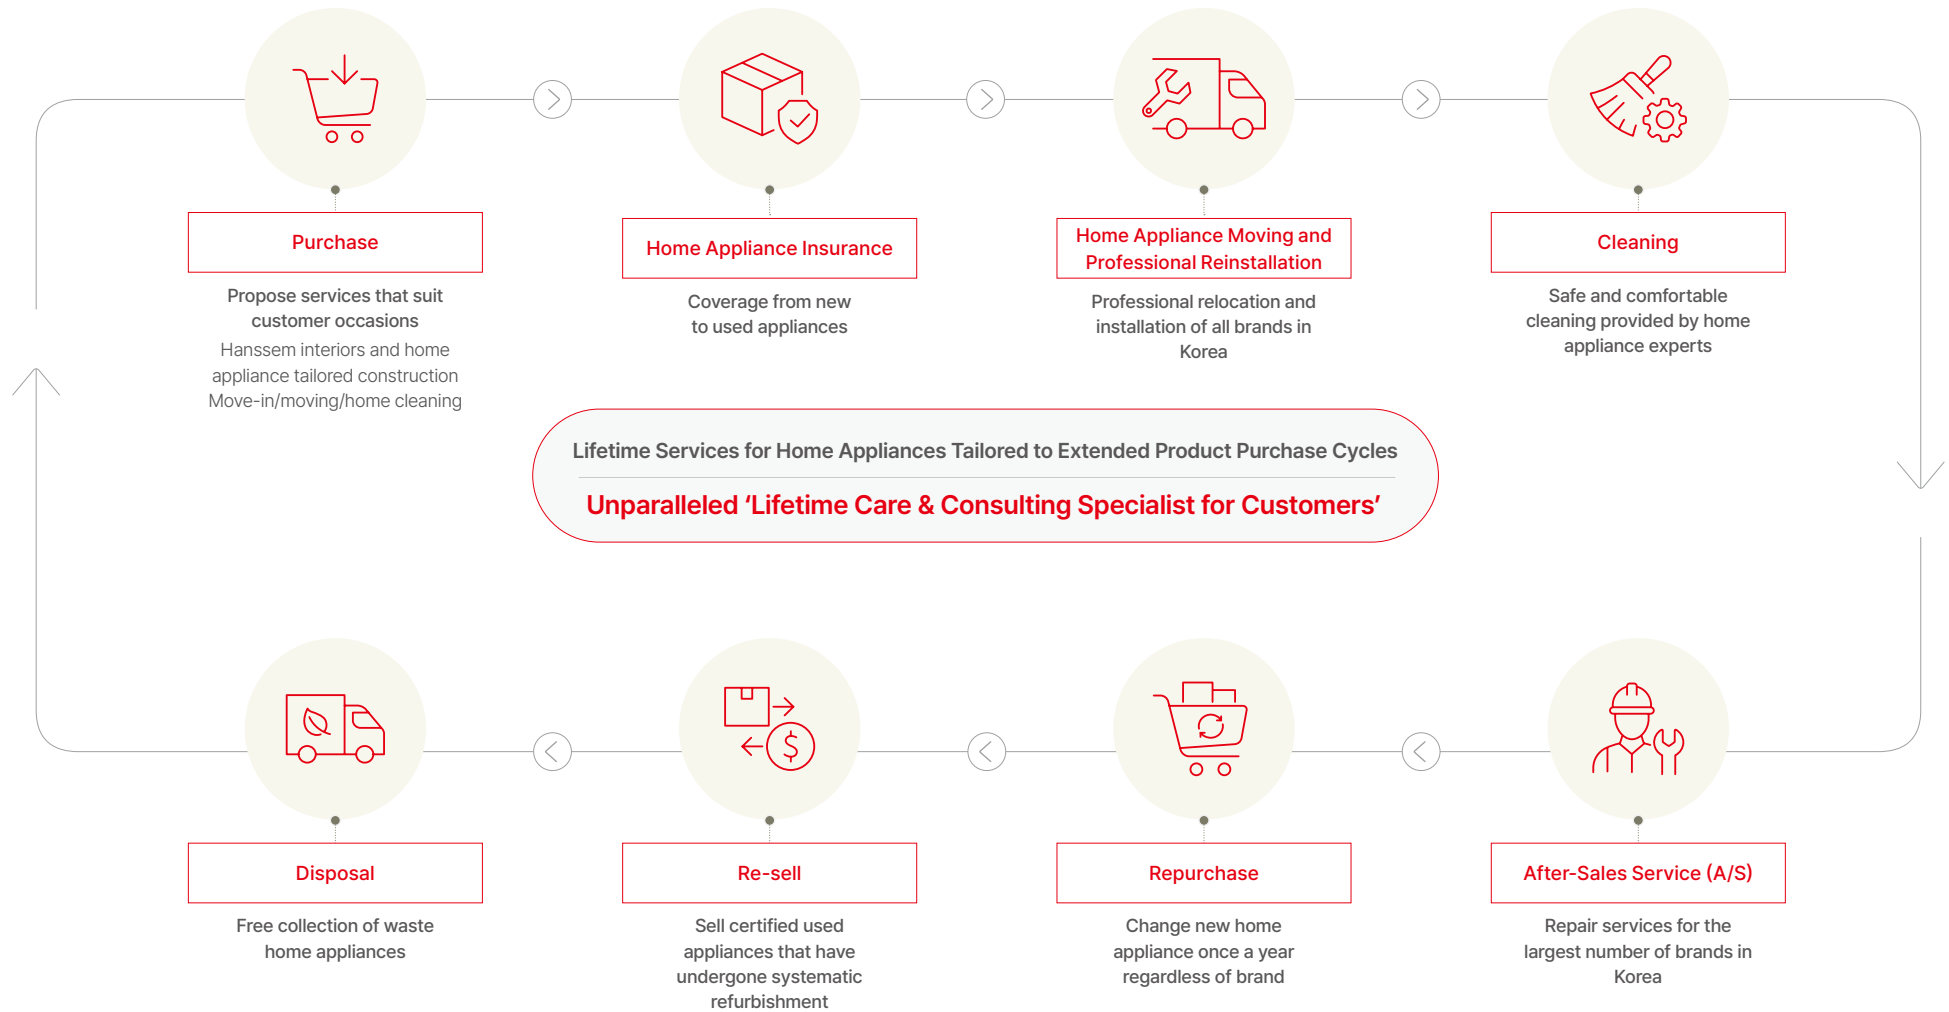 Purchase
Propose services that suit
customer occasions
Hanssem interiors and home
appliance tailored construction
Move-in/moving/home cleaning
Home Appliance Insurance
Coverage from new
to used appliances
Home Appliance Moving and
Professional Reinstallation
Professional relocation and
installation of all brands in
Korea
Cleaning
Safe and comfortable
cleaning provided by home
appliance experts
Lifetime Services for Home Appliances Tailored to Extended Product Purchase Cycles
Unparalleled ‘Lifetime Care & Consulting Specialist for Customers’
Disposal
Free collection of waste
home appliances
Re-sell
Sell certified used
appliances that have
undergone systematic
refurbishment
Repurchase
Change new home
appliance once a year
regardless of brand
After-Sales Service (A/S)
Repair services for the
largest number of brands in
Korea